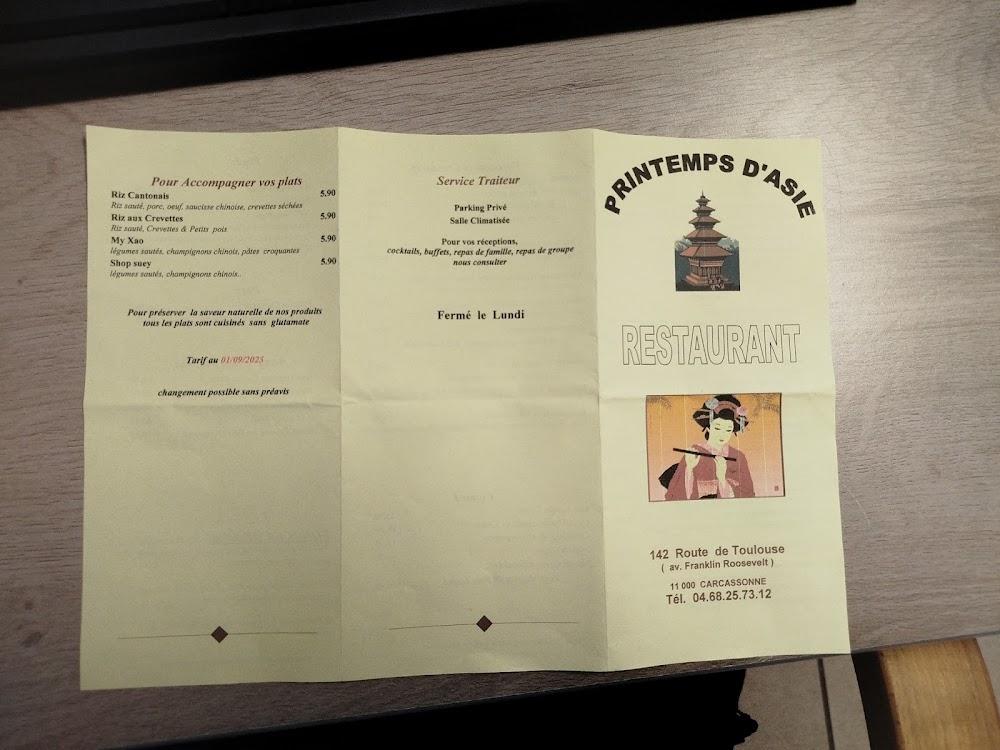 Pour Accompagner vos plats
Riz Cantonais 5.90
Riz sauté, porc, oeuf, saucisse chinoise, crevettes séchées
Riz aux Crevettes 5.90
Riz sauté, Crevettes & Petits pois
My Xao 5.90
légumes sautés, champignons chinois, pâtes croquantes
Shop suey 5.90
légumes sautés, champignons chinois..
Pour préserver la saveur naturelle de nos produits
tous les plats sont cuisinés sans glutamate
Tarif au 01/09/2025
changement possible sans préavis
Service Traiteur
Parking Privé
Salle Climatisée
Pour vos réceptions,
cocktails, buffets, repas de famille, repas de groupe
nous consulter
Fermé le Lundi
PRINTEMPS D'ASIE
RESTAURANT
142 Route de Toulouse
( av. Franklin Roosevelt )
11 000 CARCASSONNE
Tél. 04.68.25.73.12